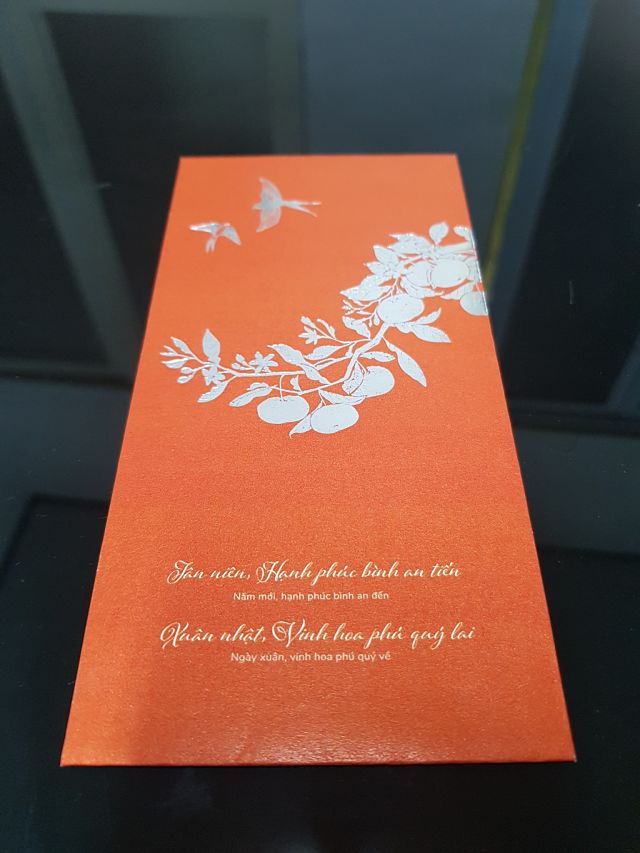 Tân niên, Hạnh phúc bình an tiến
Năm mới, hạnh phúc bình an đến
Xuân nhật, Vinh hoa phú quý lai
Ngày xuân, vinh hoa phú quý về